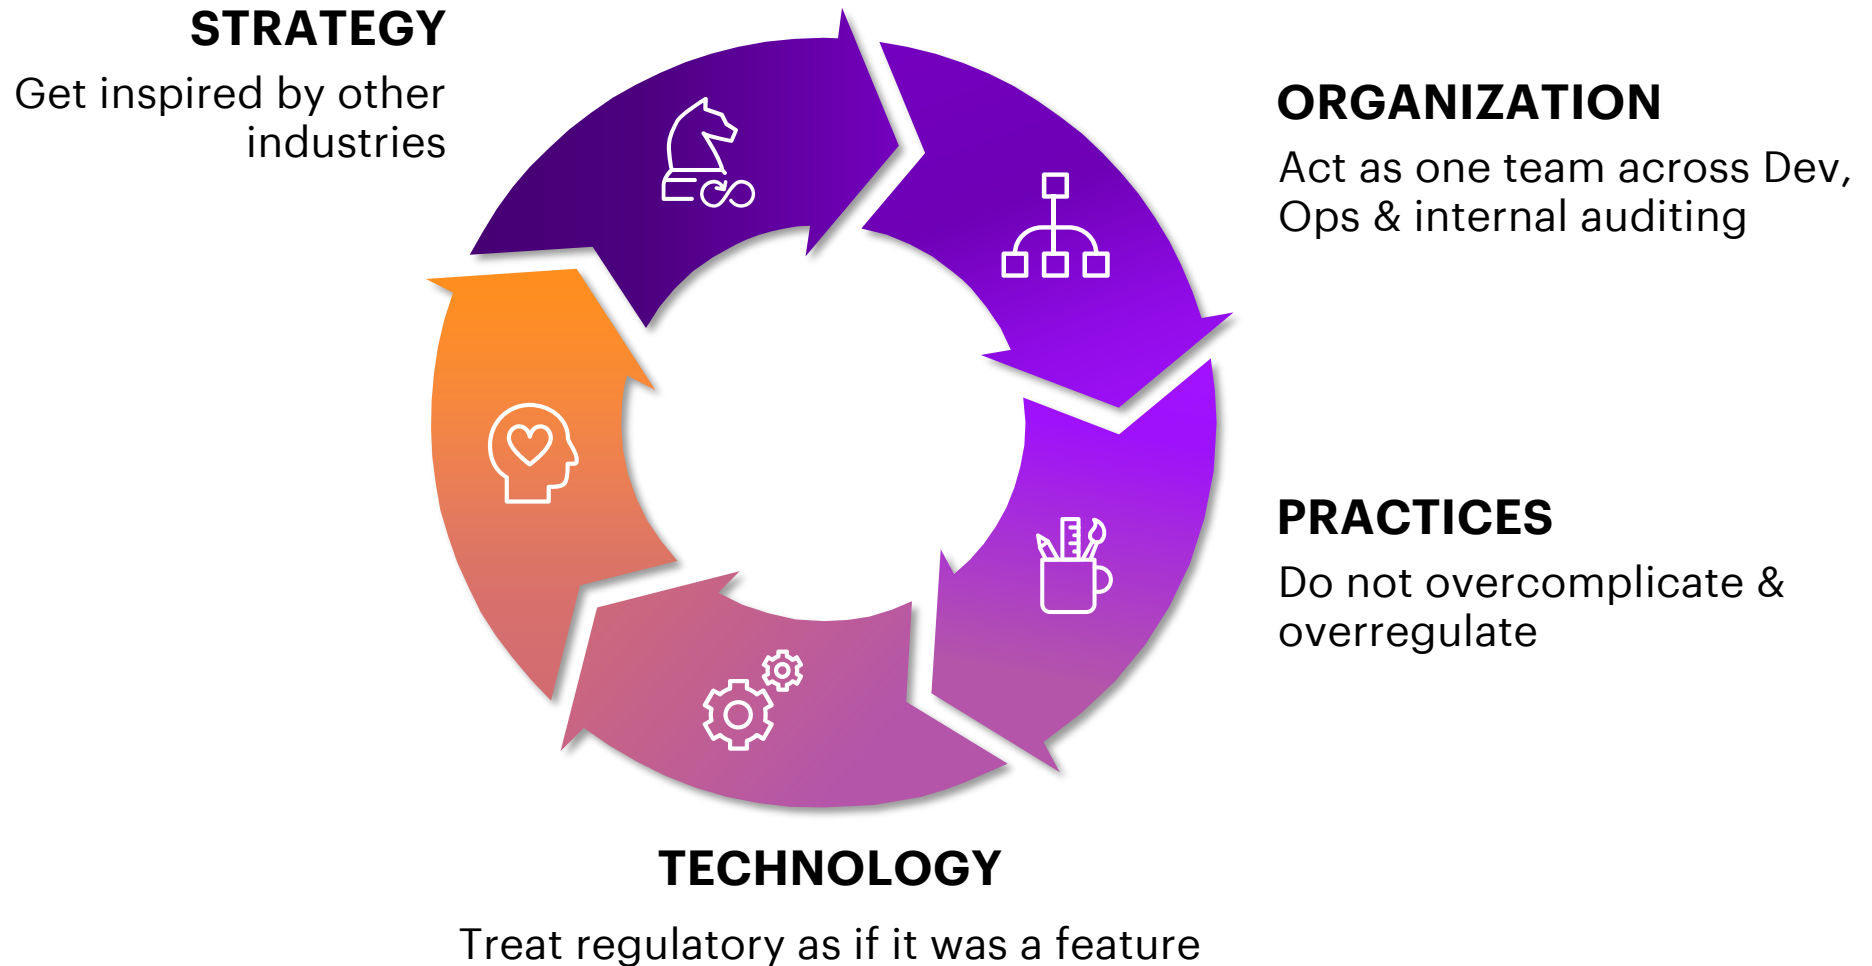 STRATEGY
Get inspired by other
industries
ORGANIZATION
Act as one team across Dev,
Ops & internal auditing
PRACTICES
Do not overcomplicate &
overregulate
TECHNOLOGY
Treat regulatory as if it was a feature